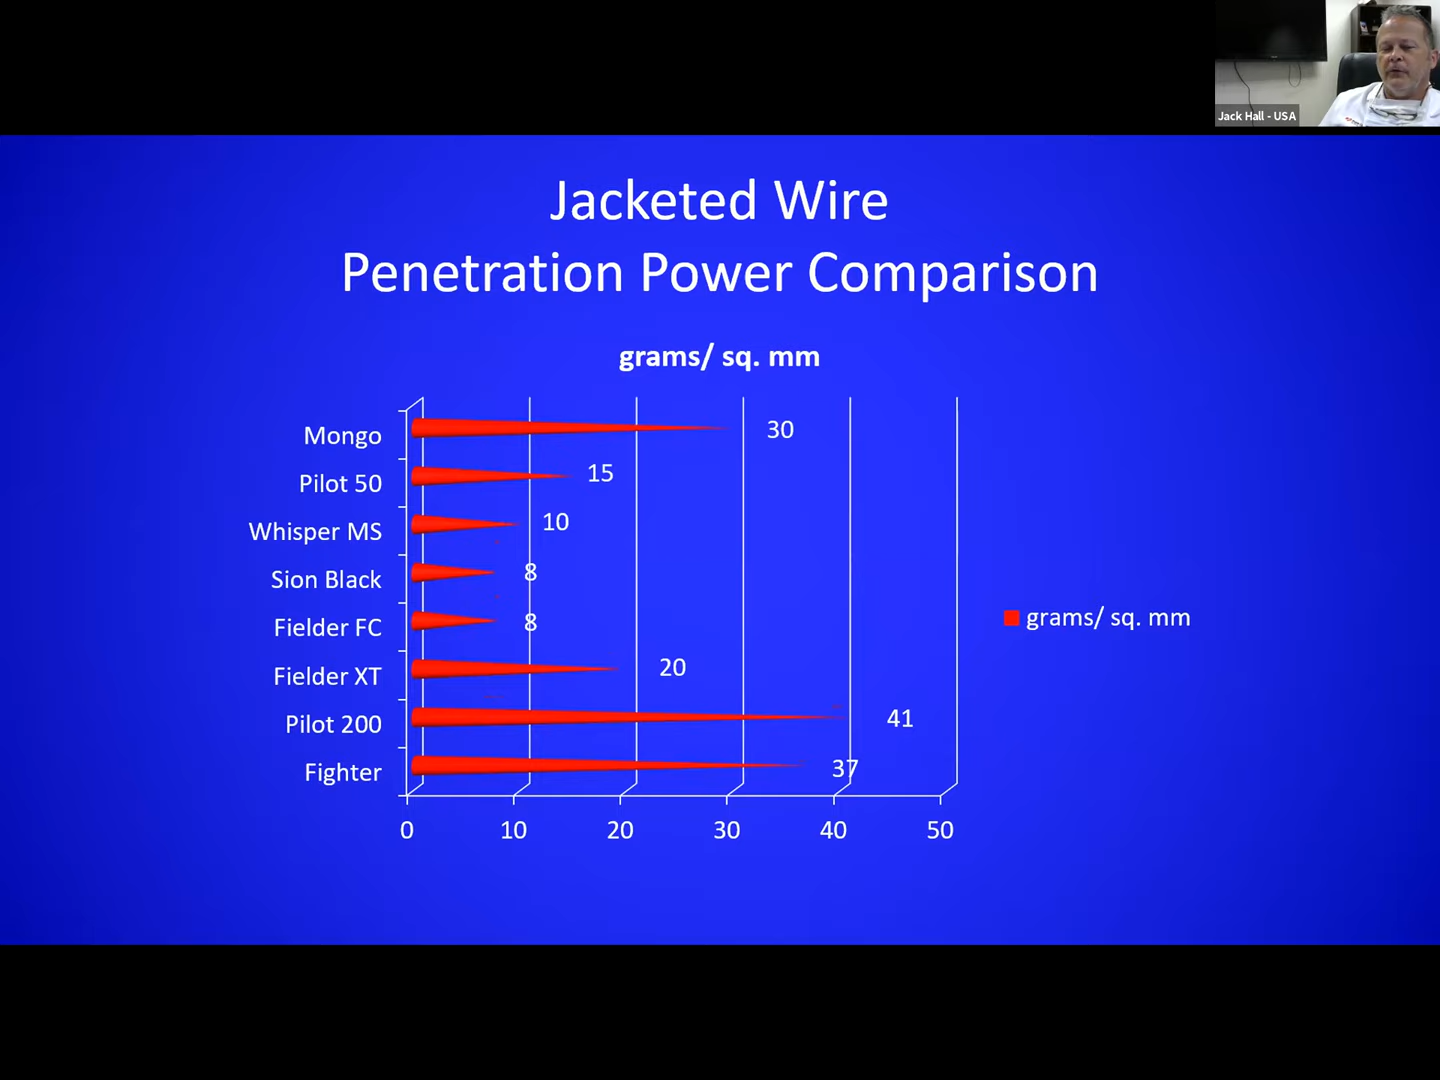 Jack Hall - USA
Jacketed Wire
Penetration Power Comparison
grams/ sq. mm
Mongo 30
Pilot 50 15
Whisper MS 10
Sion Black 8
Fielder FC 8
Fielder XT 20
Pilot 200 41
Fighter 37
0 10 20 30 40 50
grams/ sq. mm